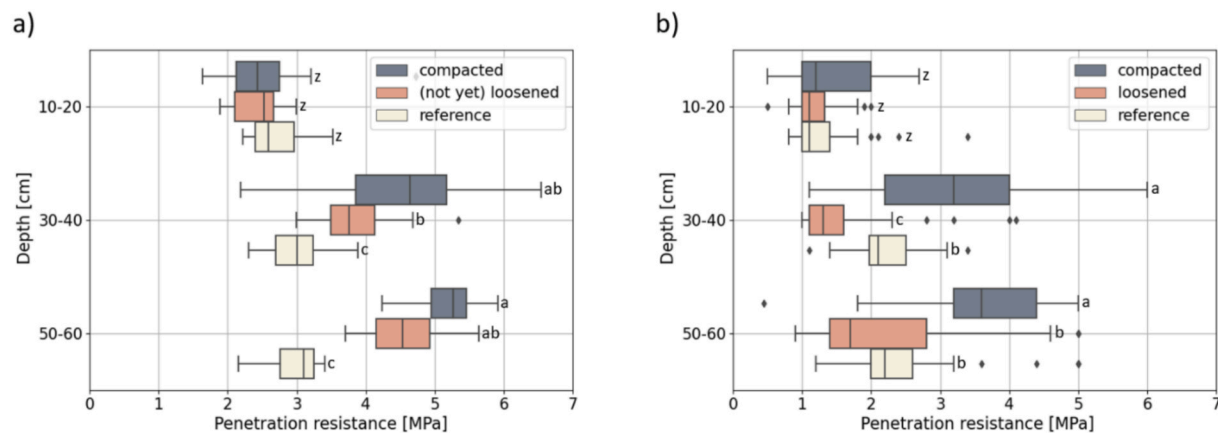 a)
compacted
(not yet) loosened
reference
z
z
z
ab
b
c
a
ab
c
10-20
30-40
50-60
Depth [cm]
0 1 2 3 4 5 6 7
Penetration resistance [MPa]
b)
compacted
loosened
reference
z
z
z
a
c
b
a
b
b
10-20
30-40
50-60
Depth [cm]
0 1 2 3 4 5 6 7
Penetration resistance [MPa]